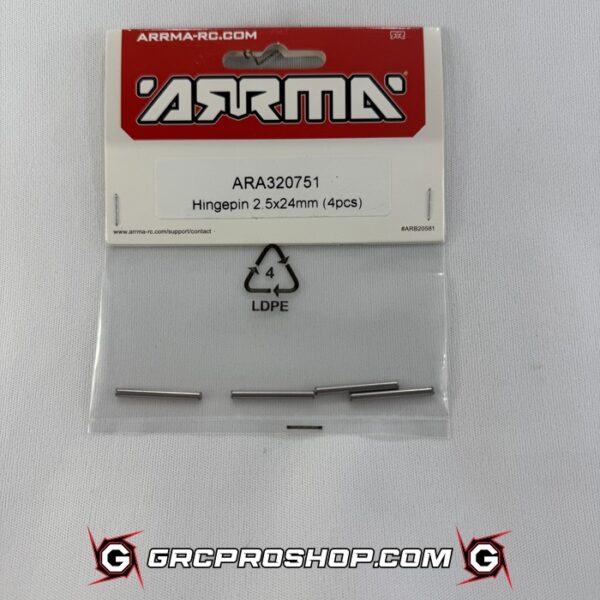 ARRMA-RC.COM
ARRMA
ARA320751
Hingepin 2.5x24mm (4pcs)
www.arrma-rc.com/support/contact
#ARB20581
4
LDPE
G GRCPROSHOP.COM G